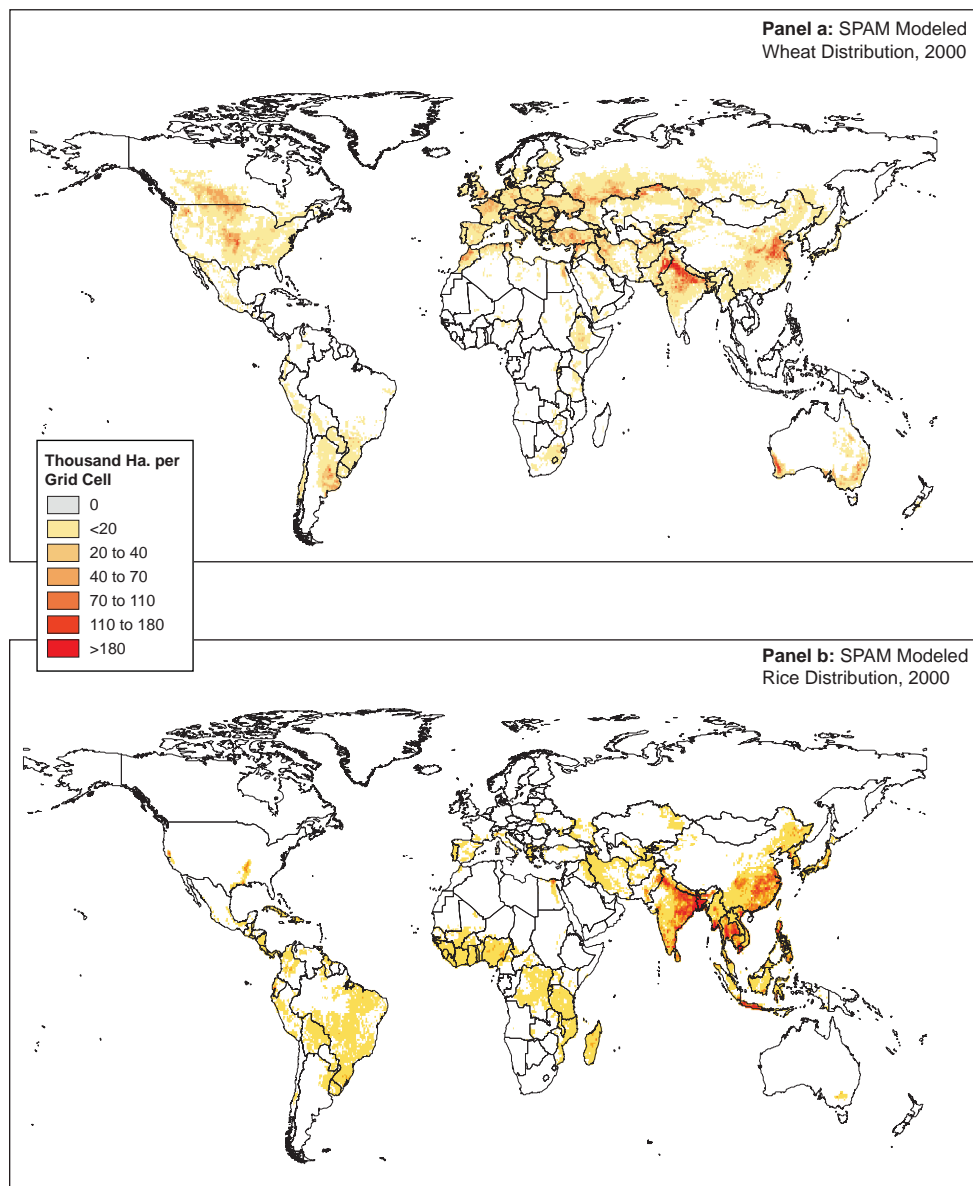 Panel a: SPAM Modeled
Wheat Distribution, 2000
Thousand Ha. per
Grid Cell
0
<20
20 to 40
40 to 70
70 to 110
110 to 180
>180
Panel b: SPAM Modeled
Rice Distribution, 2000